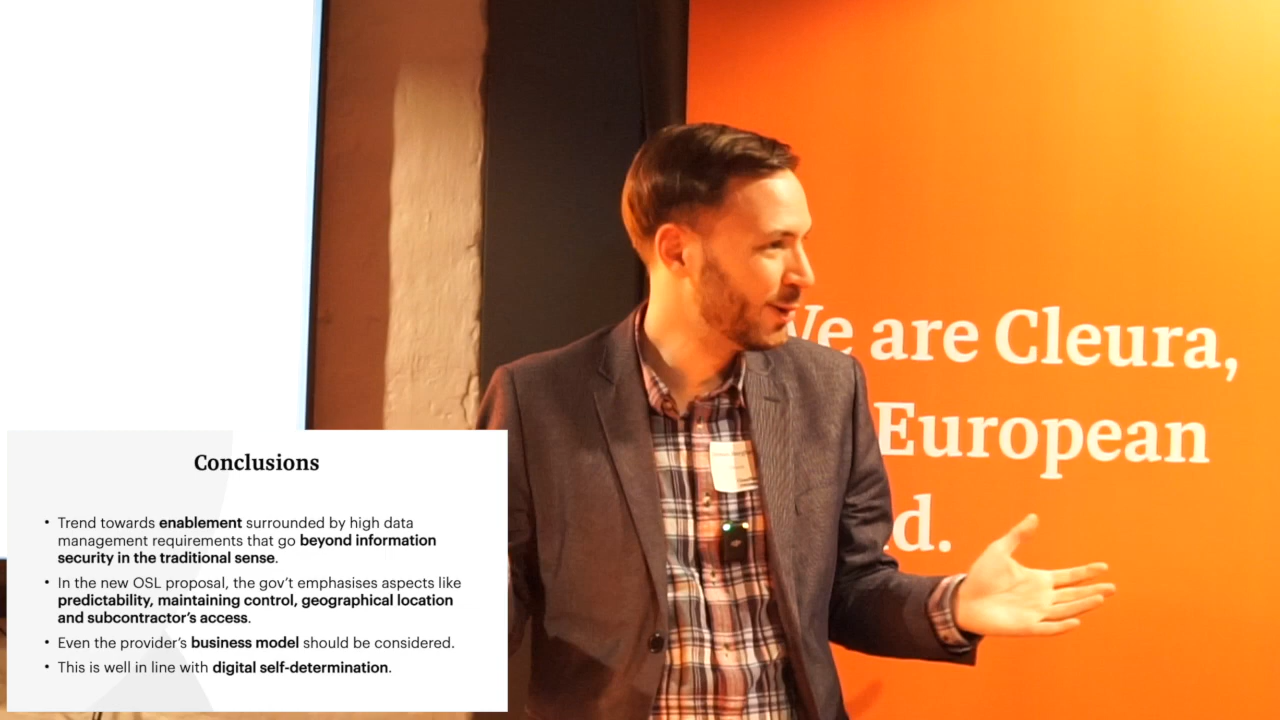 We are Cleura,
European
d.
Conclusions
• Trend towards enablement surrounded by high data
management requirements that go beyond information
security in the traditional sense.
• In the new OSL proposal, the gov’t emphasises aspects like
predictability, maintaining control, geographical location
and subcontractor’s access.
• Even the provider’s business model should be considered.
• This is well in line with digital self-determination.